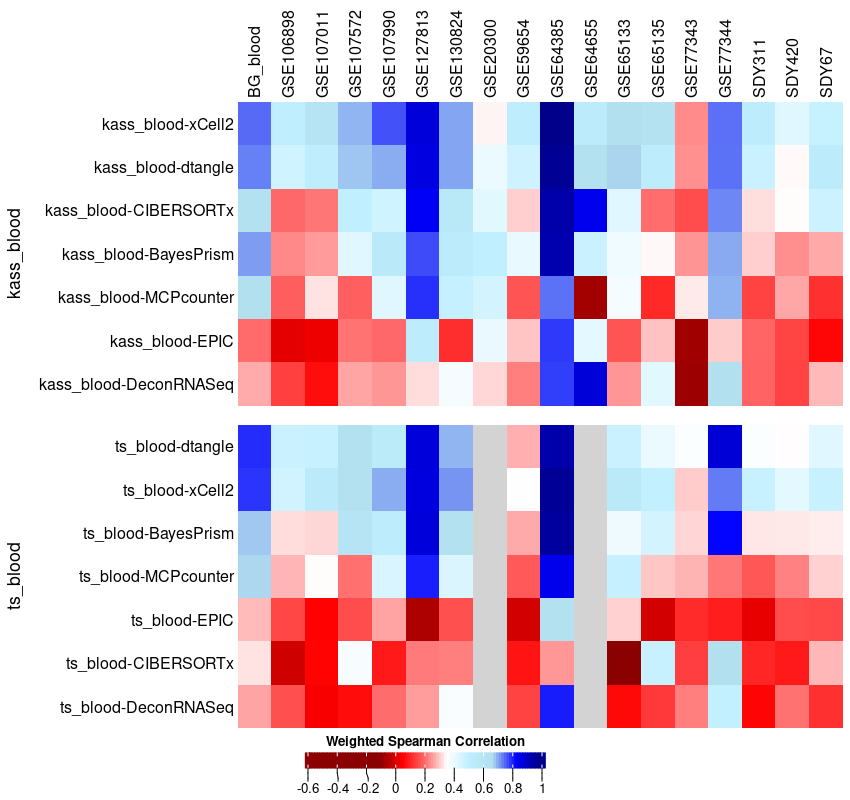 BG_blood
GSE106898
GSE107011
GSE107572
GSE107990
GSE127813
GSE130824
GSE20300
GSE59654
GSE64385
GSE64655
GSE65133
GSE65135
GSE77343
GSE77344
SDY311
SDY420
SDY67
kass_blood
kass_blood-xCell2
kass_blood-dtangle
kass_blood-CIBERSORTx
kass_blood-BayesPrism
kass_blood-MCPcounter
kass_blood-EPIC
kass_blood-DeconRNASeq
ts_blood
ts_blood-dtangle
ts_blood-xCell2
ts_blood-BayesPrism
ts_blood-MCPcounter
ts_blood-EPIC
ts_blood-CIBERSORTx
ts_blood-DeconRNASeq
Weighted Spearman Correlation
-0.6 -0.4 -0.2 0 0.2 0.4 0.6 0.8 1